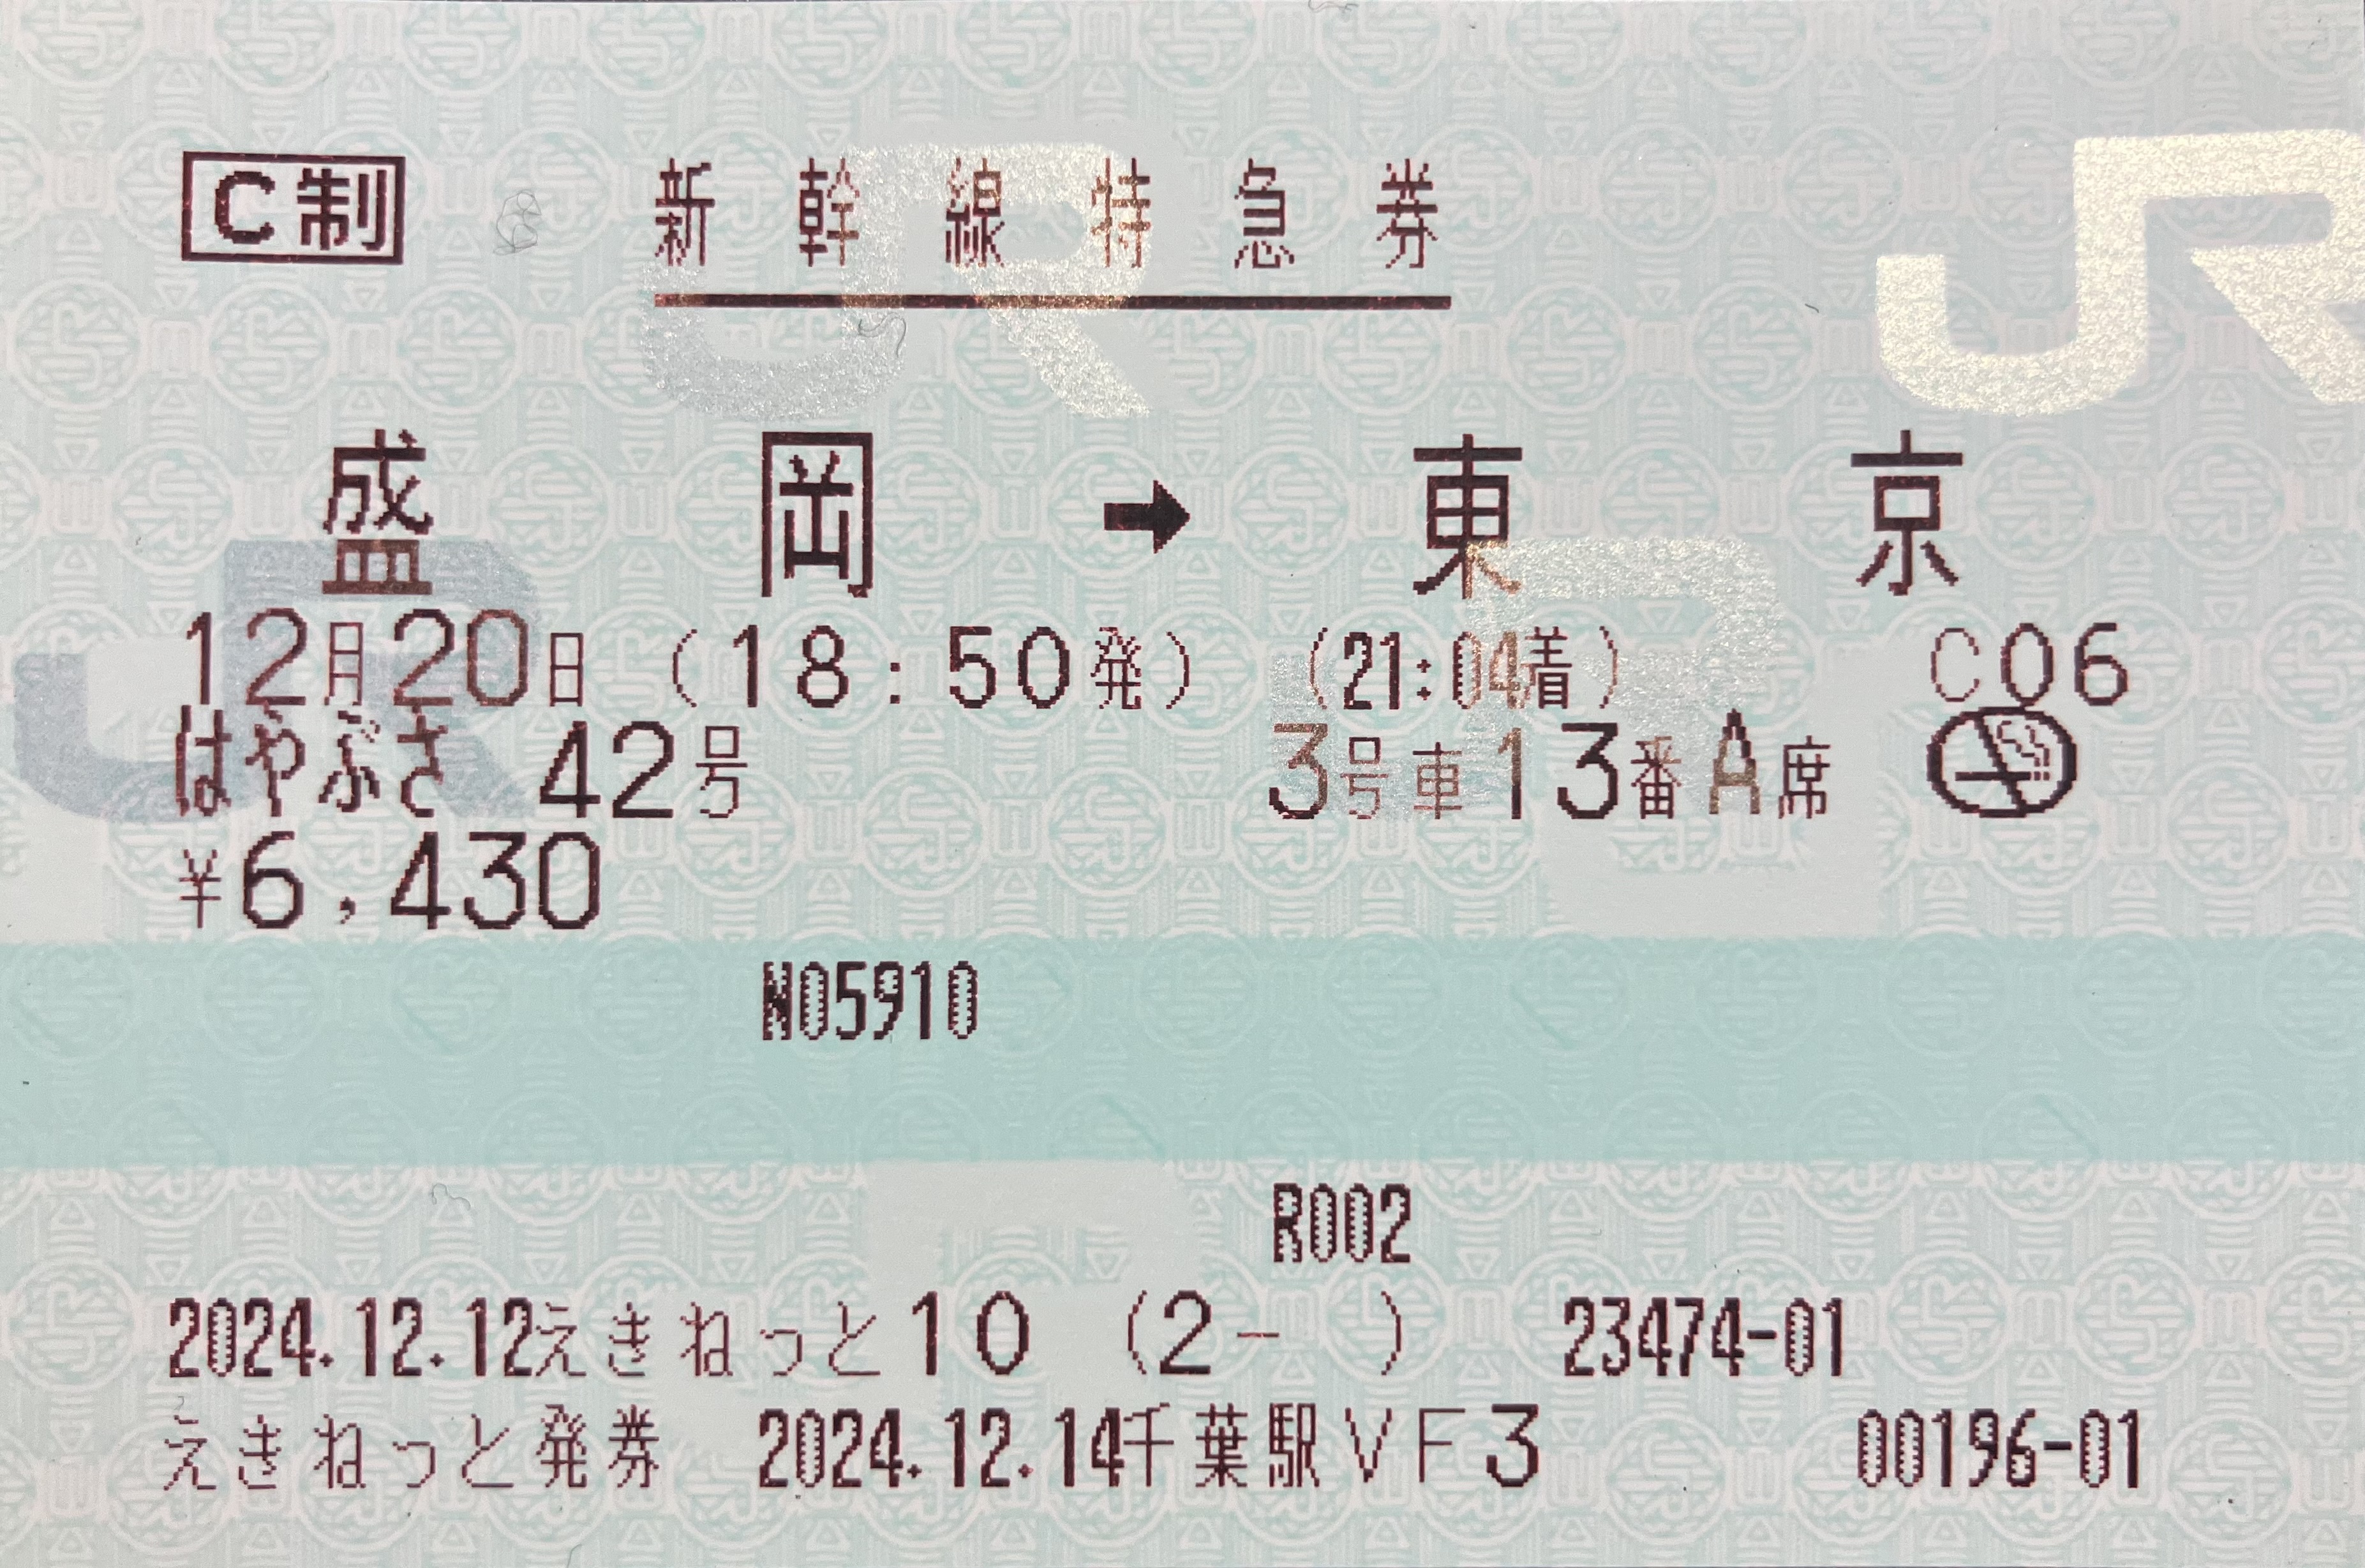 C制 新幹線特急券
盛岡➡東京
12月20日 (18:50発) (21:04着) C06
はやぶさ 42号 3号車13番A席
¥6,430
N05910
R002
2024.12.12えきねっと10 (2- ) 23474-01
えきねっと発券 2024.12.14千葉駅VF3 00196-01
JR
JR
JR
JR